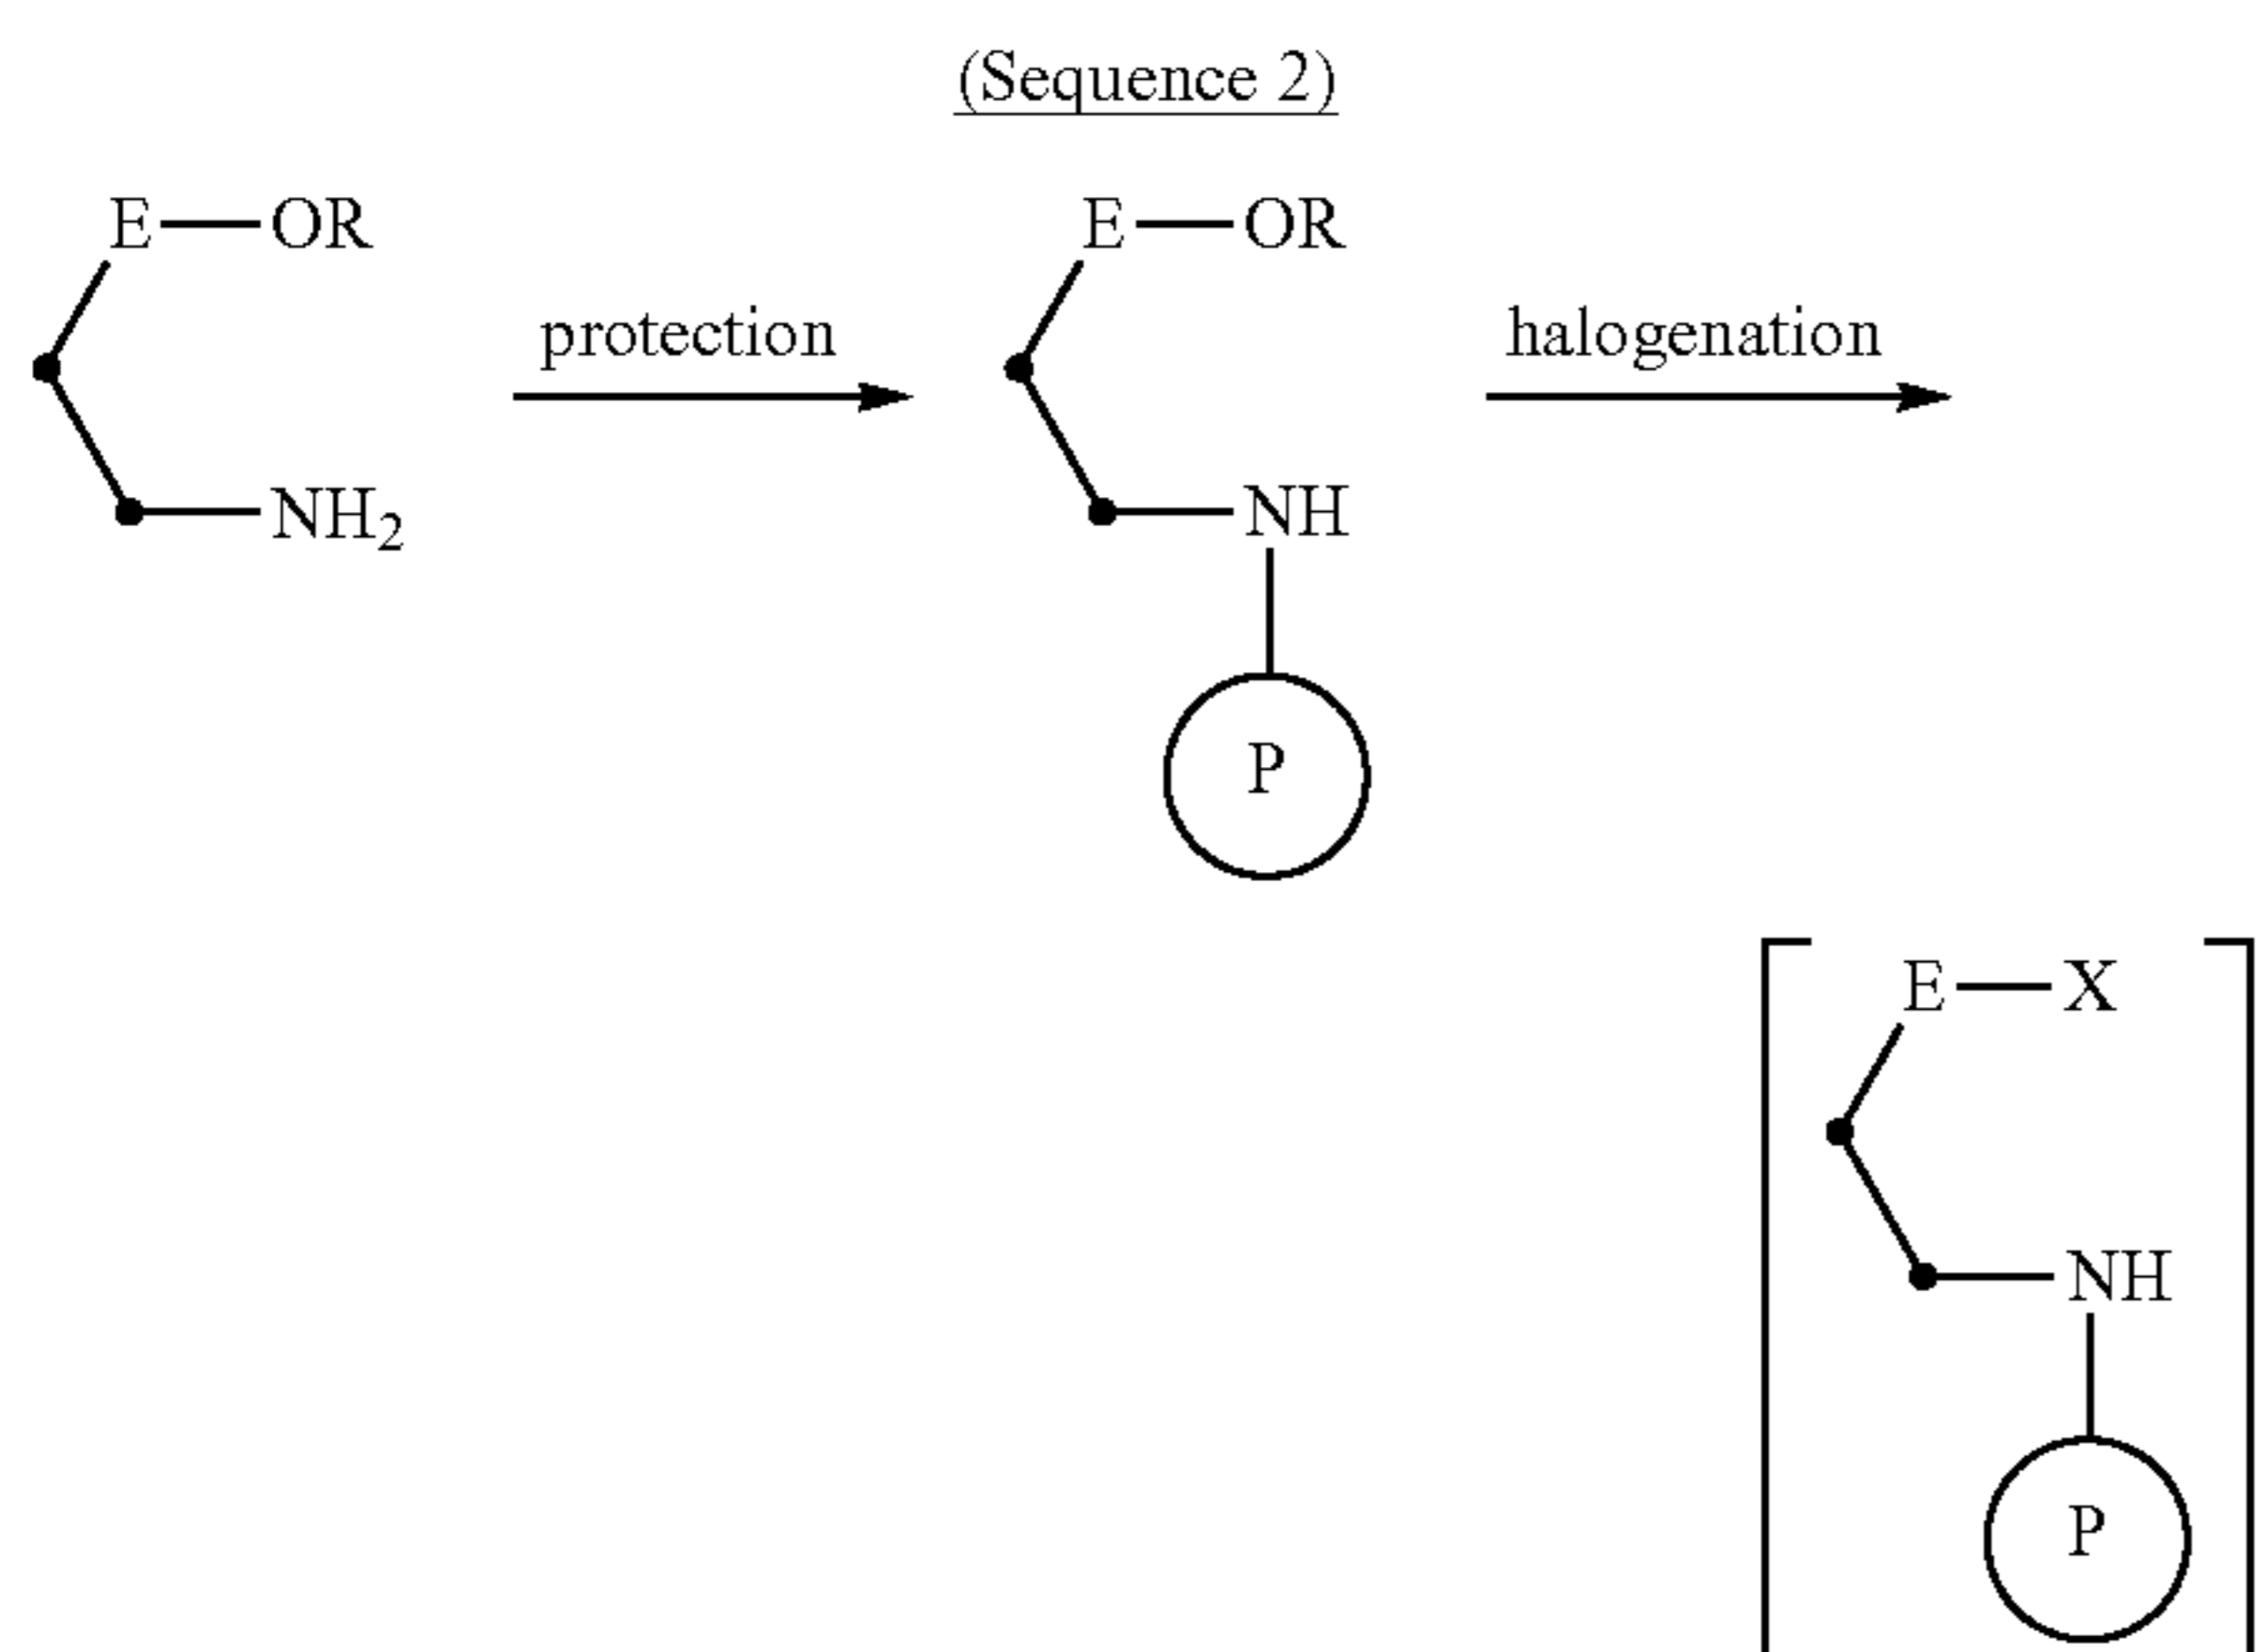 (Sequence 2)
E—OR
E—OR
protection
halogenation
NH2
NH
P
E—X
NH
P